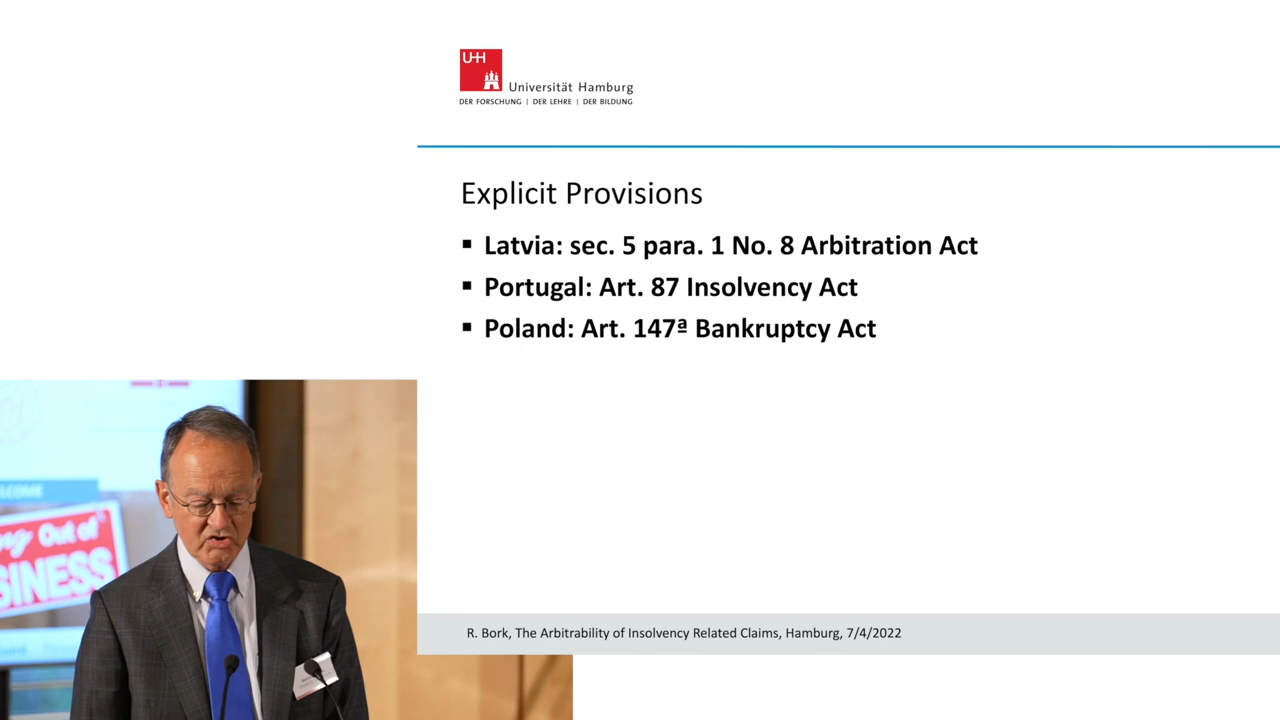 UHH
Universität Hamburg
DER FORSCHUNG | DER LEHRE | DER BILDUNG
Explicit Provisions
▪ Latvia: sec. 5 para. 1 No. 8 Arbitration Act
▪ Portugal: Art. 87 Insolvency Act
▪ Poland: Art. 147ª Bankruptcy Act
Out of
R. Bork, The Arbitrability of Insolvency Related Claims, Hamburg, 7/4/2022